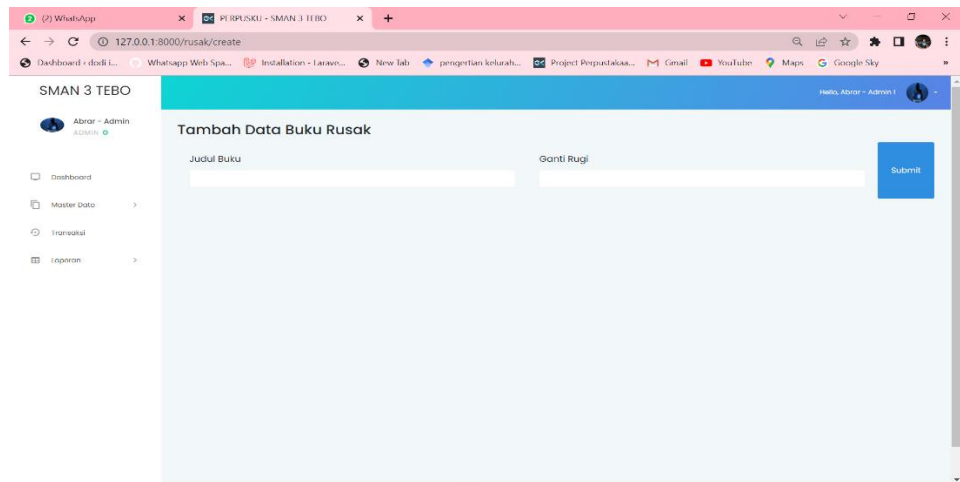 (2) WhatsApp
PERPUSKU - SMAN 3 TEBO
127.0.0.1:8000/rusak/create
Dashboard ‹ dodi i... Whatsapp Web Spa... Installation - Larave... New Tab pengertian kelurah... Project Perpustakaa... Gmail YouTube Maps Google Sky
SMAN 3 TEBO
Hello, Abrar - Admin !
Abrar - Admin
ADMIN
Tambah Data Buku Rusak
Judul Buku
Ganti Rugi
Submit
Dashboard
Master Data
Transaksi
Laporan